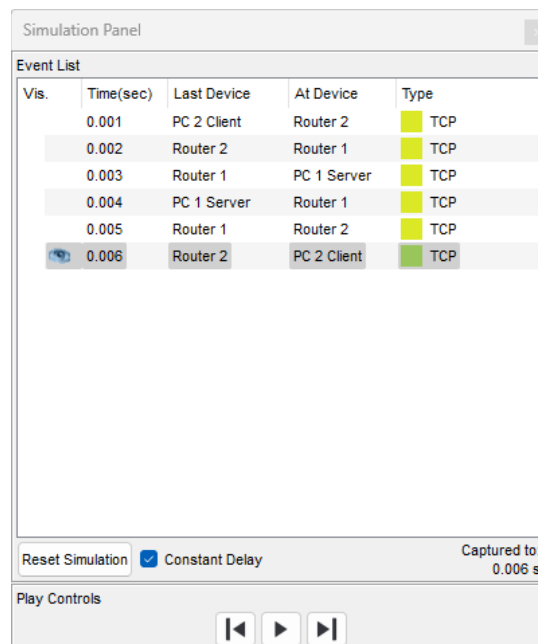 Simulation Panel
Event List
Vis. Time(sec) Last Device At Device Type
0.001 PC 2 Client Router 2 TCP
0.002 Router 2 Router 1 TCP
0.003 Router 1 PC 1 Server TCP
0.004 PC 1 Server Router 1 TCP
0.005 Router 1 Router 2 TCP
0.006 Router 2 PC 2 Client TCP
Reset Simulation Constant Delay Captured to:
0.006 s
Play Controls